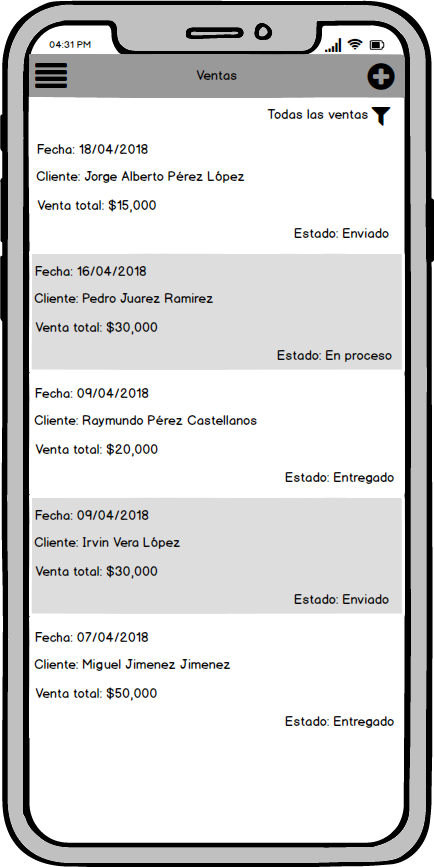 04:31 PM
Ventas
Todas las ventas
Fecha: 18/04/2018
Cliente: Jorge Alberto Pérez López
Venta total: $15,000
Estado: Enviado
Fecha: 16/04/2018
Cliente: Pedro Juarez Ramirez
Venta total: $30,000
Estado: En proceso
Fecha: 09/04/2018
Cliente: Raymundo Pérez Castellanos
Venta total: $20,000
Estado: Entregado
Fecha: 09/04/2018
Cliente: Irvin Vera López
Venta total: $30,000
Estado: Enviado
Fecha: 07/04/2018
Cliente: Miguel Jimenez Jimenez
Venta total: $50,000
Estado: Entregado